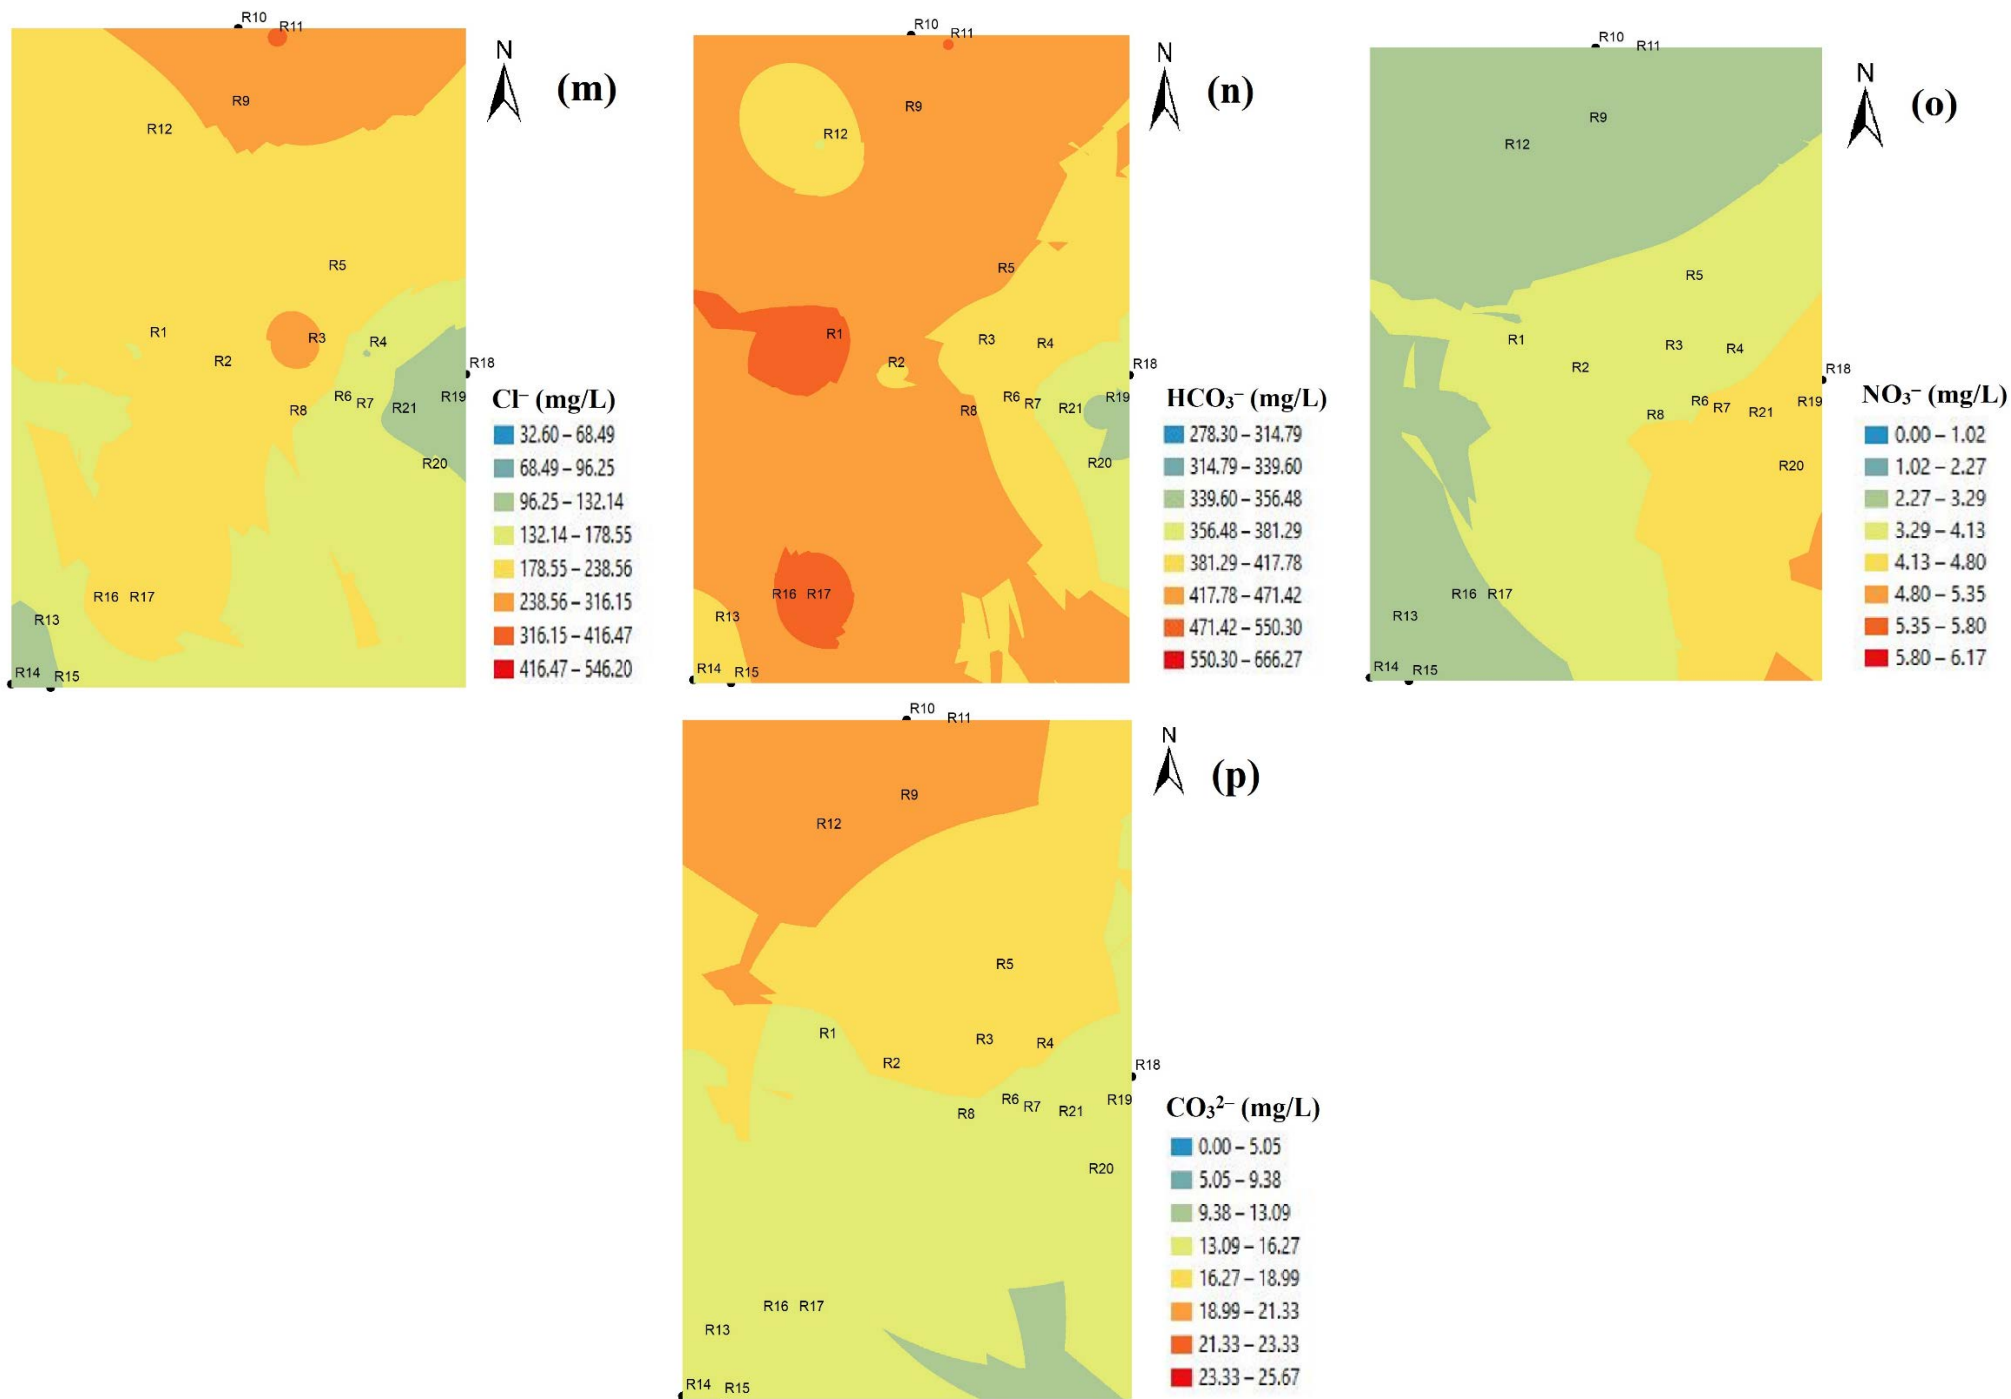 R10
R11
N
(m)
R9
R12
R5
R1
R3
R4
R2
R18
R6
R7
R21
R19
R8
R20
R16 R17
R13
R14
R15
Cl⁻ (mg/L)
32.60 – 68.49
68.49 – 96.25
96.25 – 132.14
132.14 – 178.55
178.55 – 238.56
238.56 – 316.15
316.15 – 416.47
416.47 – 546.20
R10
R11
N
(n)
R9
R12
R5
R1
R3
R4
R2
R18
R6
R7
R21
R19
R8
R20
R16 R17
R13
R14
R15
HCO₃⁻ (mg/L)
278.30 – 314.79
314.79 – 339.60
339.60 – 356.48
356.48 – 381.29
381.29 – 417.78
417.78 – 471.42
471.42 – 550.30
550.30 – 666.27
R10
R11
N
(o)
R9
R12
R5
R1
R3
R4
R2
R18
R6
R7
R21
R19
R8
R20
R16 R17
R13
R14
R15
NO₃⁻ (mg/L)
0.00 – 1.02
1.02 – 2.27
2.27 – 3.29
3.29 – 4.13
4.13 – 4.80
4.80 – 5.35
5.35 – 5.80
5.80 – 6.17
R10
R11
N
(p)
R9
R12
R5
R1
R3
R4
R2
R18
R6
R7
R21
R19
R8
R20
R16 R17
R13
R14
R15
CO₃²⁻ (mg/L)
0.00 – 5.05
5.05 – 9.38
9.38 – 13.09
13.09 – 16.27
16.27 – 18.99
18.99 – 21.33
21.33 – 23.33
23.33 – 25.67